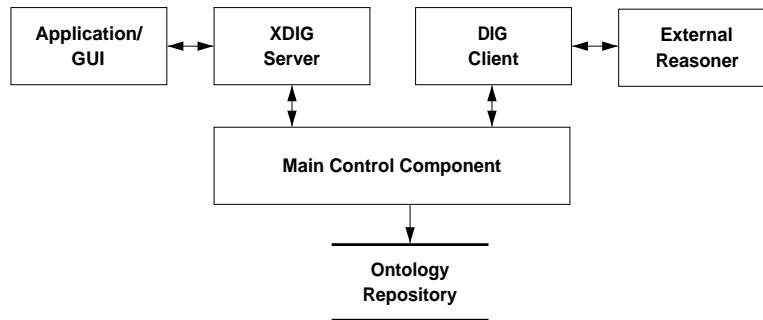 Application/
GUI
XDIG
Server
DIG
Client
External
Reasoner
Main Control Component
Ontology
Repository